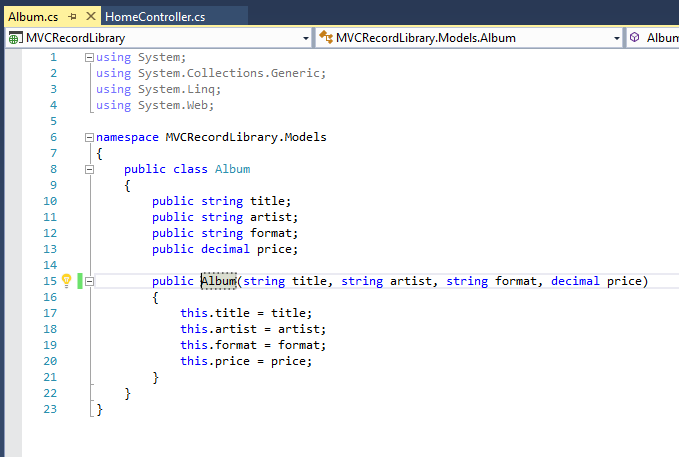 Album.cs HomeController.cs
MVCRecordLibrary MVCRecordLibrary.Models.Album Album
1 using System;
2 using System.Collections.Generic;
3 using System.Linq;
4 using System.Web;
5
6 namespace MVCRecordLibrary.Models
7 {
8 public class Album
9 {
10 public string title;
11 public string artist;
12 public string format;
13 public decimal price;
14
15 public Album(string title, string artist, string format, decimal price)
16 {
17 this.title = title;
18 this.artist = artist;
19 this.format = format;
20 this.price = price;
21 }
22 }
23 }